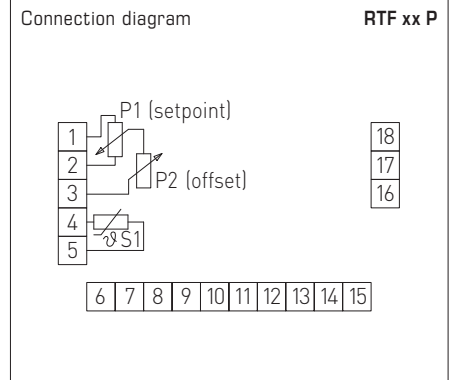 Connection diagram RTF xx P
P1 (setpoint)
1
2
3
4
5
P2 (offset)
ϑ S1
18
17
16
6 7 8 9 10 11 12 13 14 15